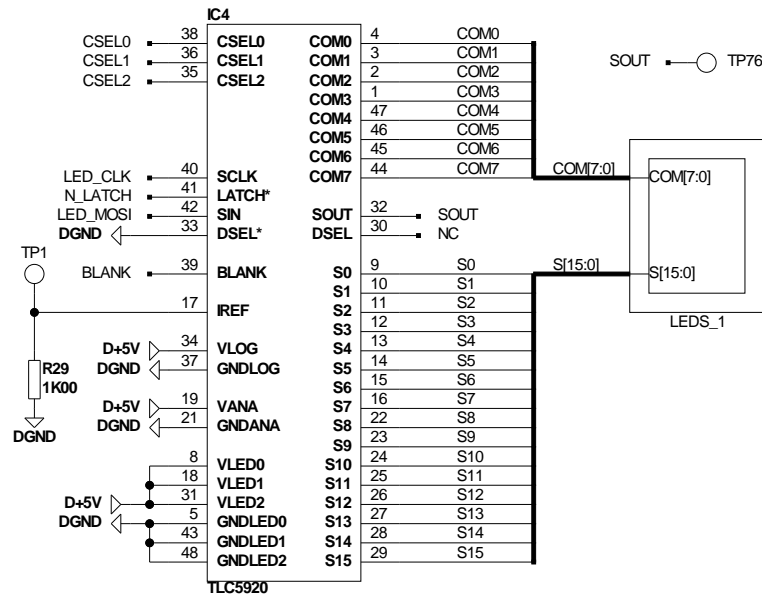 IC4
CSEL0 38 CSEL0 COM0 4 COM0
CSEL1 36 CSEL1 COM1 3 COM1 SOUT TP76
CSEL2 35 CSEL2 COM2 2 COM2
COM3 1 COM3
COM4 47 COM4
COM5 46 COM5
COM6 45 COM6
LED_CLK 40 SCLK COM7 44 COM7 COM[7:0] COM[7:0]
N_LATCH 41 LATCH*
LED_MOSI 42 SIN SOUT 32 SOUT
DGND 33 DSEL* DSEL 30 NC
TP1
BLANK 39 BLANK S0 9 S0 S[15:0] S[15:0]
S1 10 S1
17 IREF S2 11 S2
S3 12 S3 LEDS_1
D+5V 34 VLOG S4 13 S4
DGND 37 GNDLOG S5 14 S5
R29 S6 15 S6
1K00
D+5V 19 VANA S7 16 S7
DGND 21 GNDANA S8 22 S8
DGND
S9 23 S9
8 VLED0 S10 24 S10
18 VLED1 S11 25 S11
D+5V 31 VLED2 S12 26 S12
DGND 5 GNDLED0 S13 27 S13
43 GNDLED1 S14 28 S14
48 GNDLED2 S15 29 S15
TLC5920